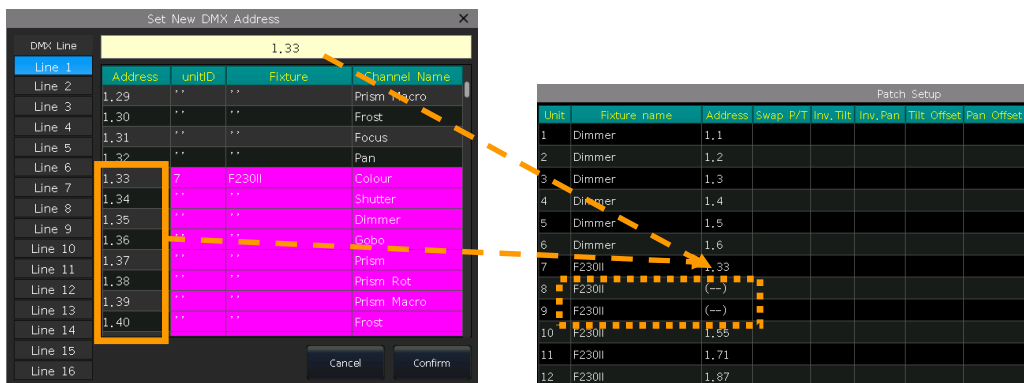 Set New DMX Address ×
DMX Line
Line 1
Line 2
Line 3
Line 4
Line 5
Line 6
Line 7
Line 8
Line 9
Line 10
Line 11
Line 12
Line 13
Line 14
Line 15
Line 16
1.33
Address unitID Fixture Channel Name
1.29 '' '' Prism Macro
1.30 '' '' Frost
1.31 '' '' Focus
1.32 '' '' Pan
1.33 7 F230II Colour
1.34 '' '' Shutter
1.35 '' '' Dimmer
1.36 '' '' Gobo
1.37 '' '' Prism
1.38 '' '' Prism Rot
1.39 '' '' Prism Macro
1.40 '' '' Frost
Cancel Confirm
Patch Setup
Unit Fixture name Address Swap P/T Inv.Tilt Inv.Pan Tilt Offset Pan Offset
1 Dimmer 1.1
2 Dimmer 1.2
3 Dimmer 1.3
4 Dimmer 1.4
5 Dimmer 1.5
6 Dimmer 1.6
7 F230II 1.33
8 F230II (--)
9 F230II (--)
10 F230II 1.55
11 F230II 1.71
12 F230II 1.87